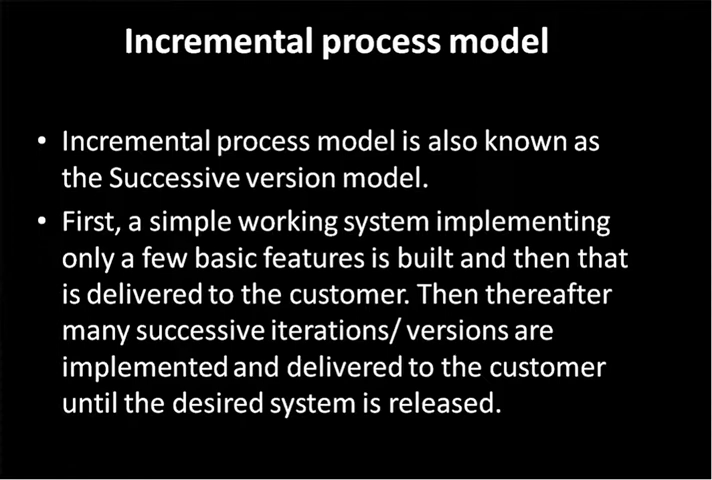 Incremental process model
• Incremental process model is also known as
the Successive version model.
• First, a simple working system implementing
only a few basic features is built and then that
is delivered to the customer. Then thereafter
many successive iterations/ versions are
implemented and delivered to the customer
until the desired system is released.